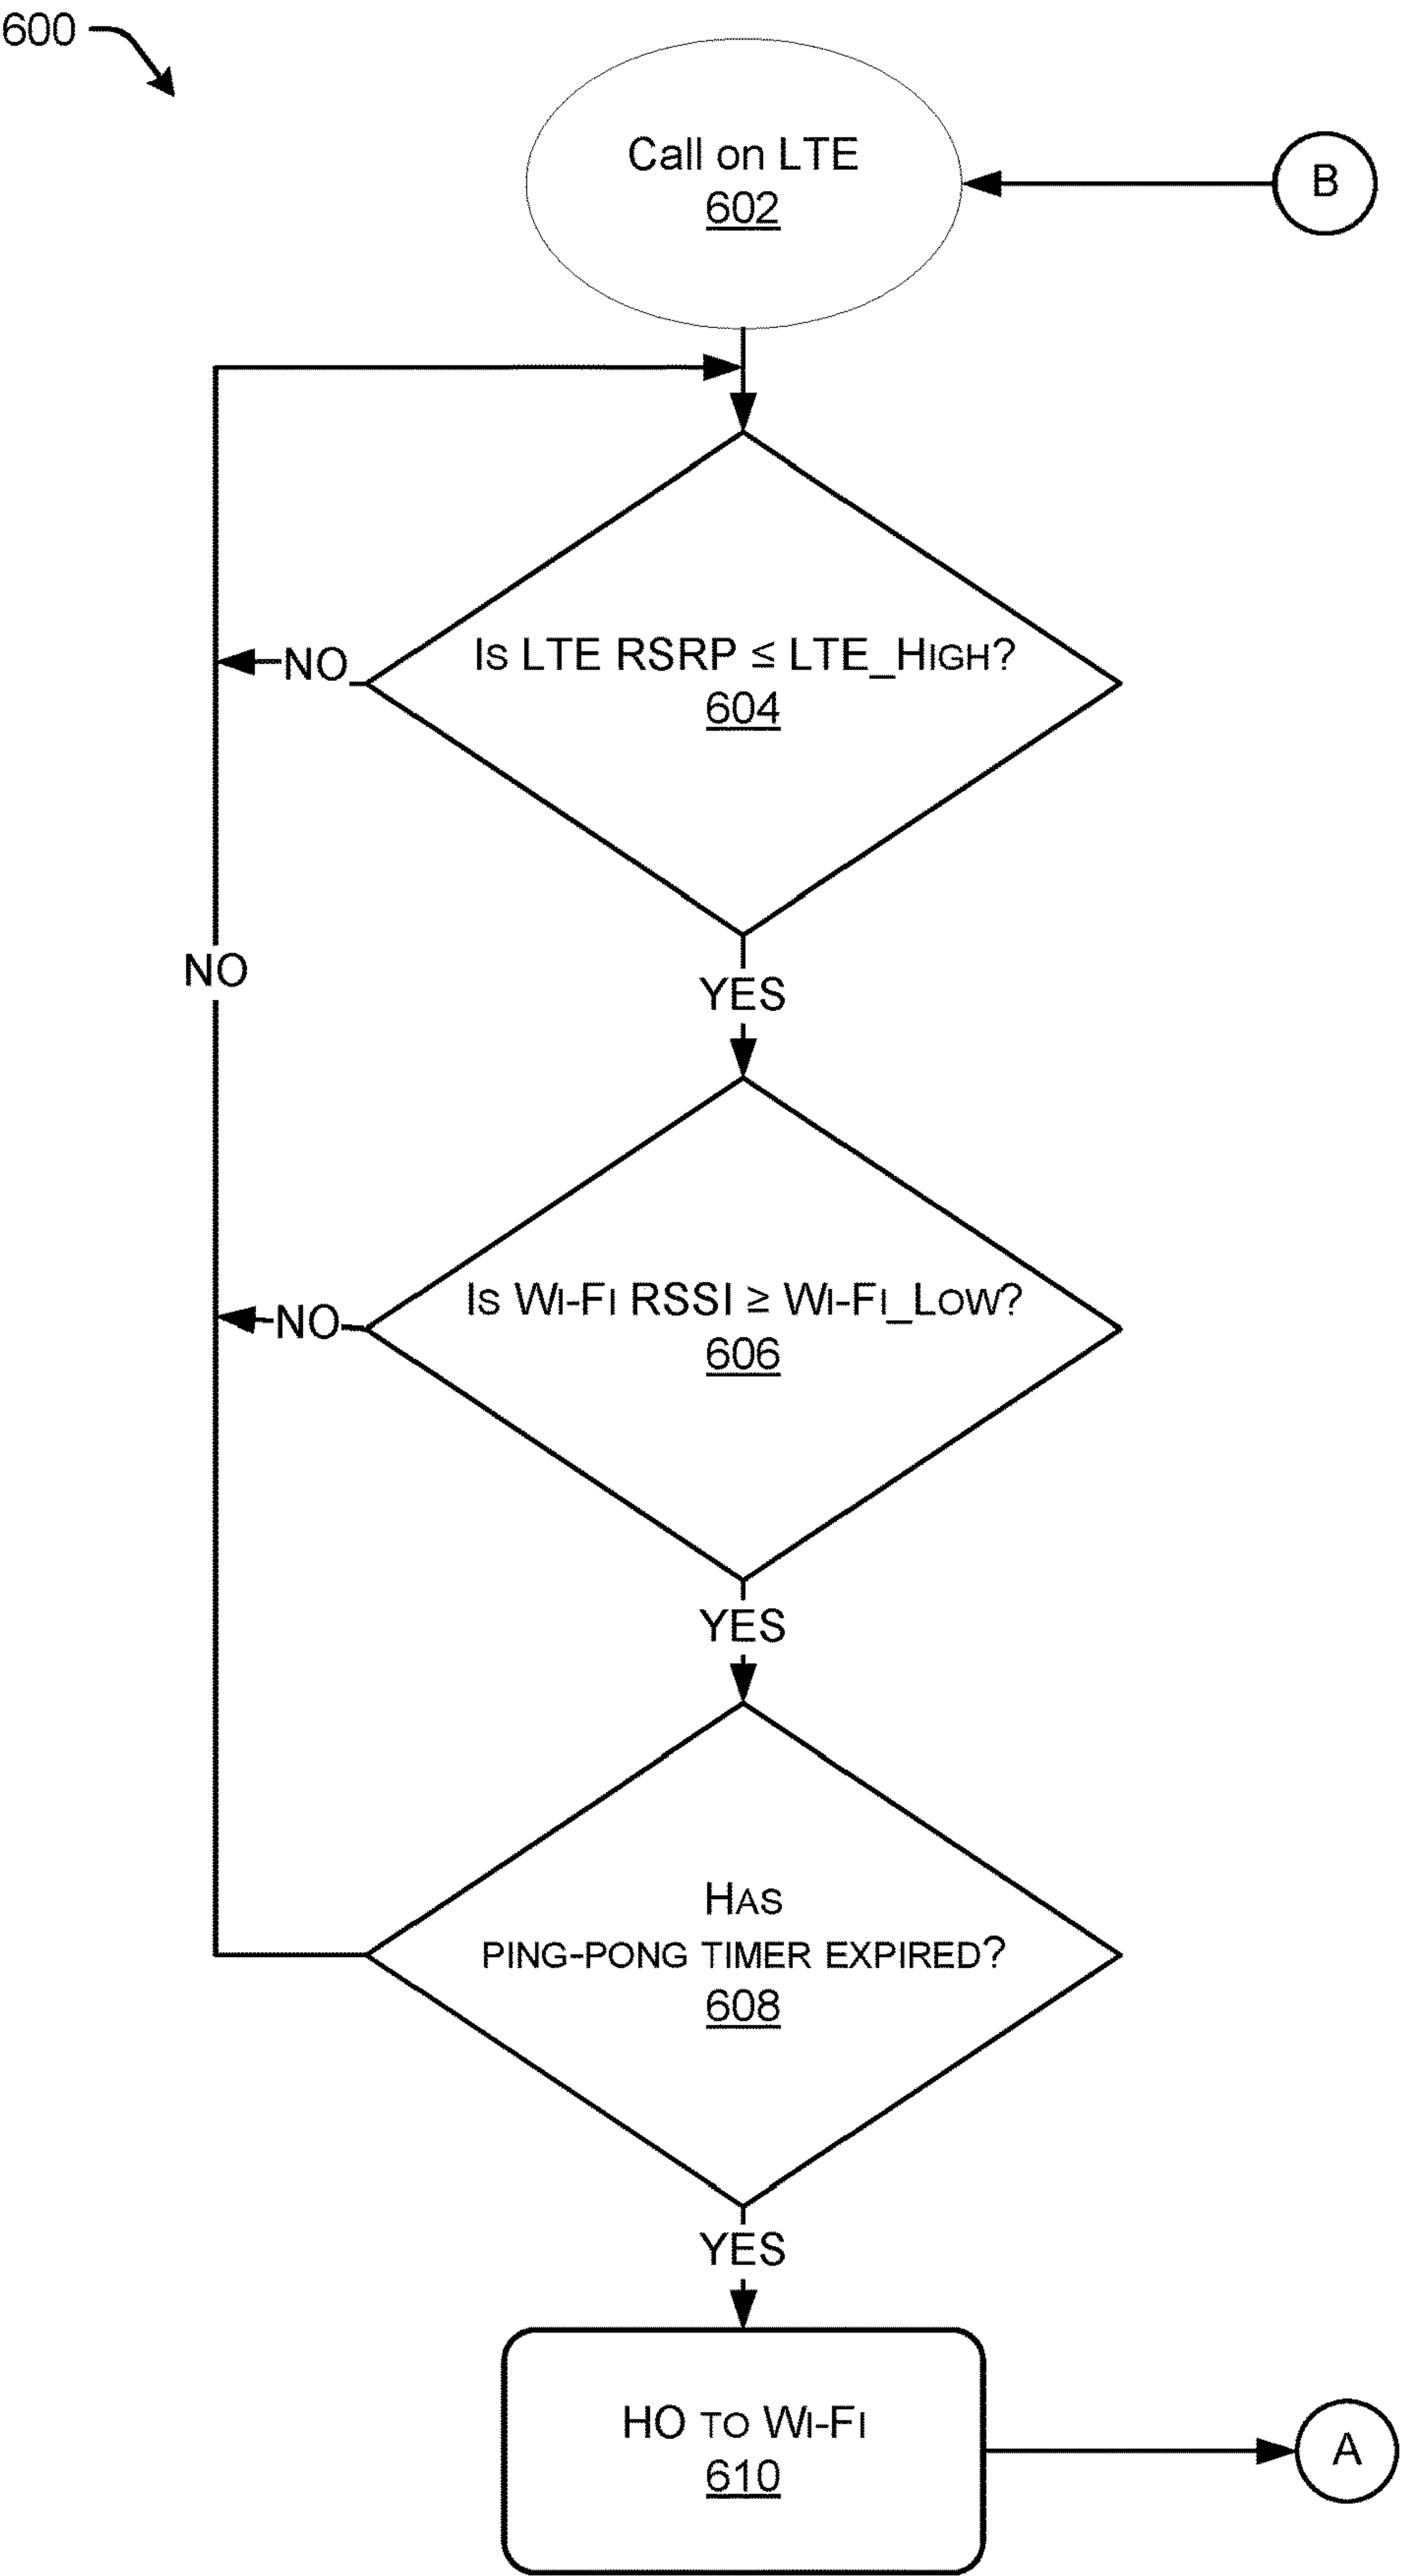 600
Call on LTE
602
B
Is LTE RSRP ≤ LTE_High?
604
NO
NO
YES
Is Wi-Fi RSSI ≥ Wi-Fi_Low?
606
NO
YES
Has
ping-pong timer expired?
608
YES
HO to Wi-Fi
610
A